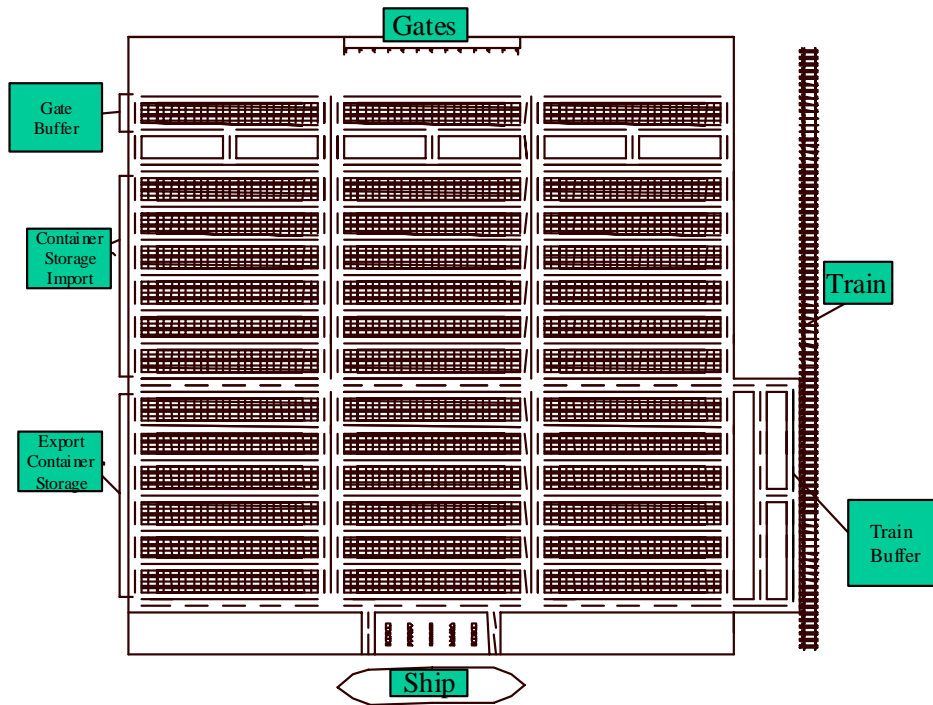 Gates
Gate
Buffer
Container
Storage
Import
Train
Export
Container
Storage
Train
Buffer
Ship